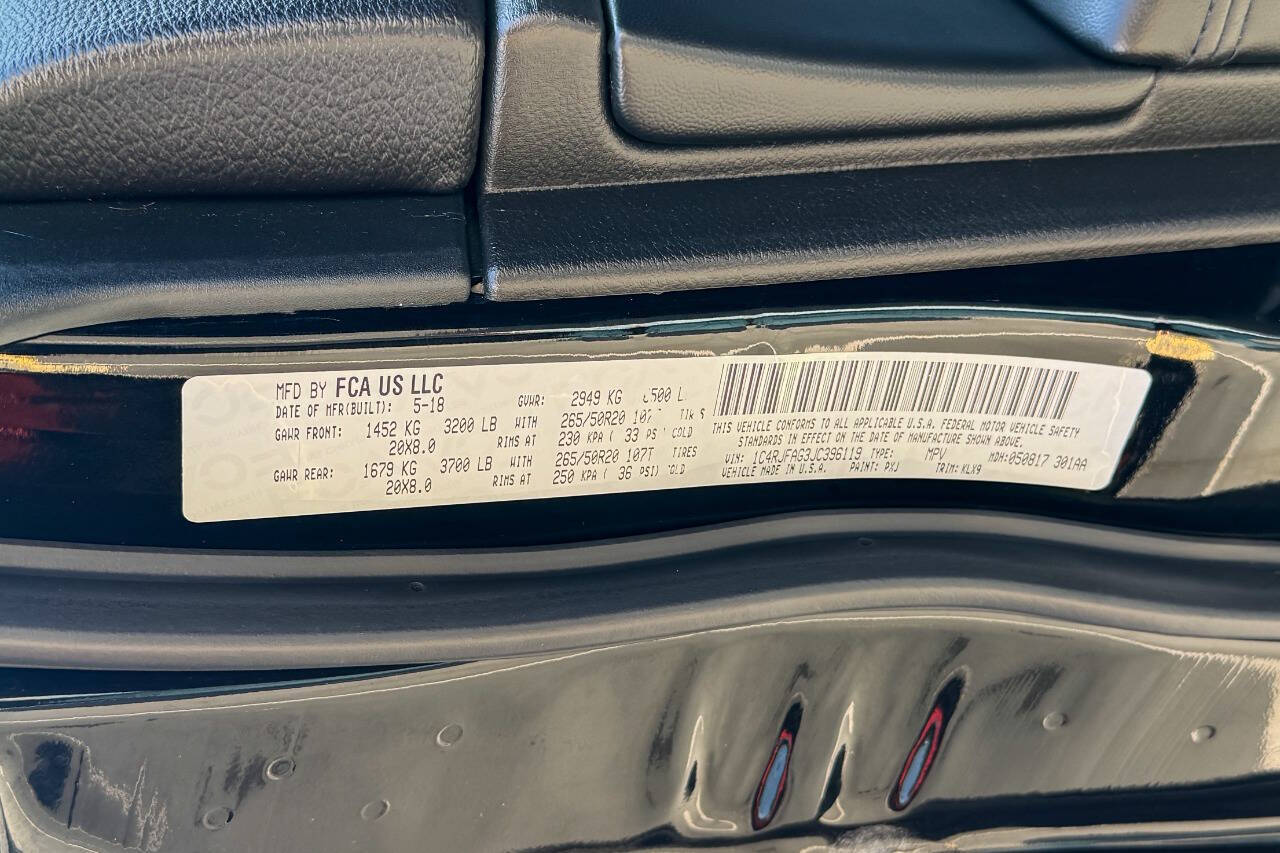 MFD BY FCA US LLC
DATE OF MFR(BUILT): 5-18
GVWR: 2949 KG
GAWR FRONT: 1452 KG 3200 LB WITH 265/50R20
20X8.0 RIMS AT 230 KPA ( 33 PSI COLD
GAWR REAR: 1679 KG 3700 LB WITH 265/50R20 107T
20X8.0 RIMS AT 250 KPA ( 36 PSI) COLD
THIS VEHICLE CONFORMS TO ALL APPLICABLE U.S.A. FEDERAL MOTOR VEHICLE SAFETY
STANDARDS IN EFFECT ON THE DATE OF MANUFACTURE SHOWN ABOVE.
VIN: 1C4RJFAG3JC396119 TYPE: MPV MDH:050817 301AA
VEHICLE MADE IN U.S.A. PAINT: PXJ TRIM: KLX9